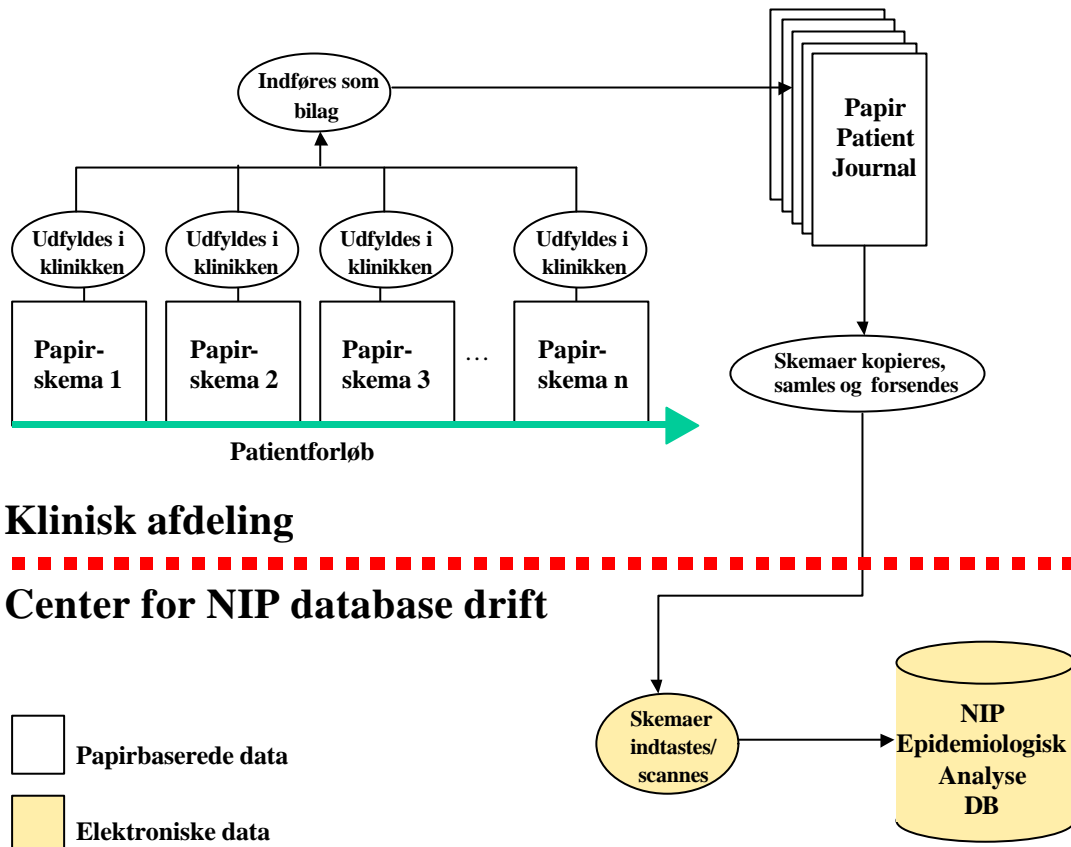 Indføres som
bilag
Papir
Patient
Journal
Udfyldes i
klinikken
Udfyldes i
klinikken
Udfyldes i
klinikken
Udfyldes i
klinikken
Papir-
skema 1
Papir-
skema 2
Papir-
skema 3
...
Papir-
skema n
Skemaer kopieres,
samles og forsendes
Patientforløb
Klinisk afdeling
Center for NIP database drift
Skemaer
indtastes/
scannes
NIP
Epidemiologisk
Analyse
DB
Papirbaserede data
Elektroniske data